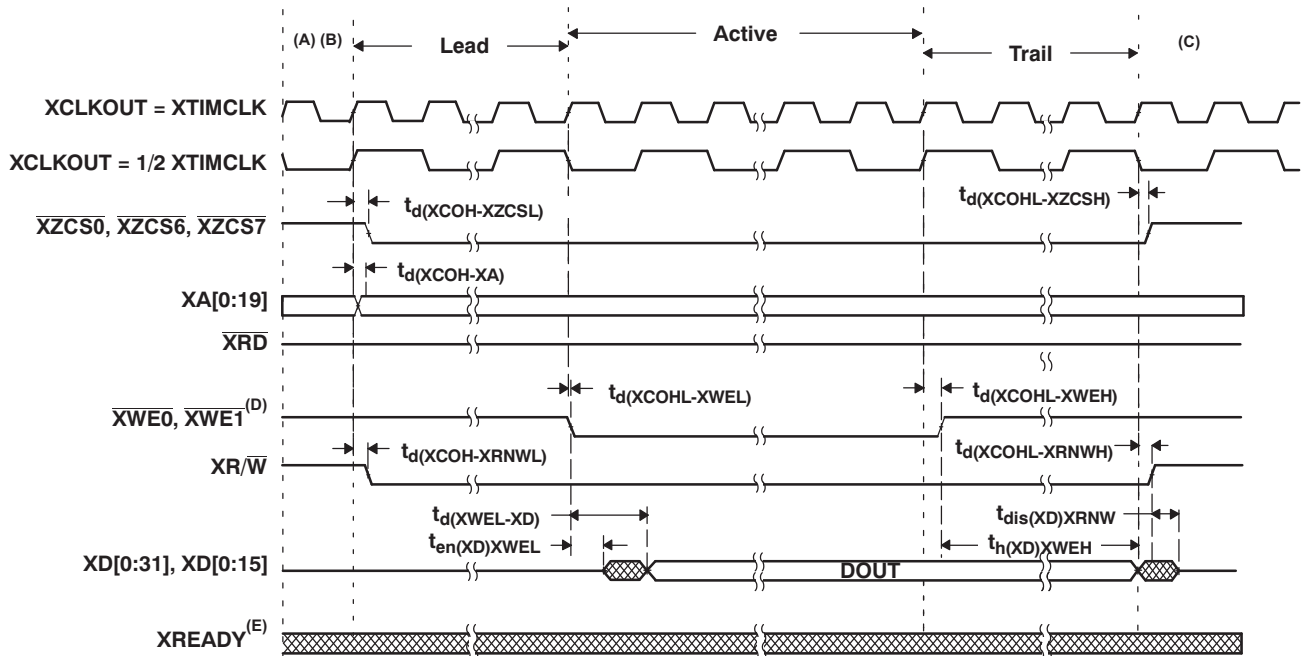 (A) (B)
Lead
Active
Trail
(C)
XCLKOUT = XTIMCLK
XCLKOUT = 1/2 XTIMCLK
td(XCOH-XZCSL)
td(XCOHL-XZCSH)
XZCS0, XZCS6, XZCS7
td(XCOH-XA)
XA[0:19]
XRD
td(XCOHL-XWEL)
td(XCOHL-XWEH)
XWE0, XWE1(D)
td(XCOH-XRNWL)
td(XCOHL-XRNWH)
XR/W
td(XWEL-XD)
tdis(XD)XRNW
ten(XD)XWEL
th(XD)XWEH
XD[0:31], XD[0:15]
DOUT
XREADY(E)